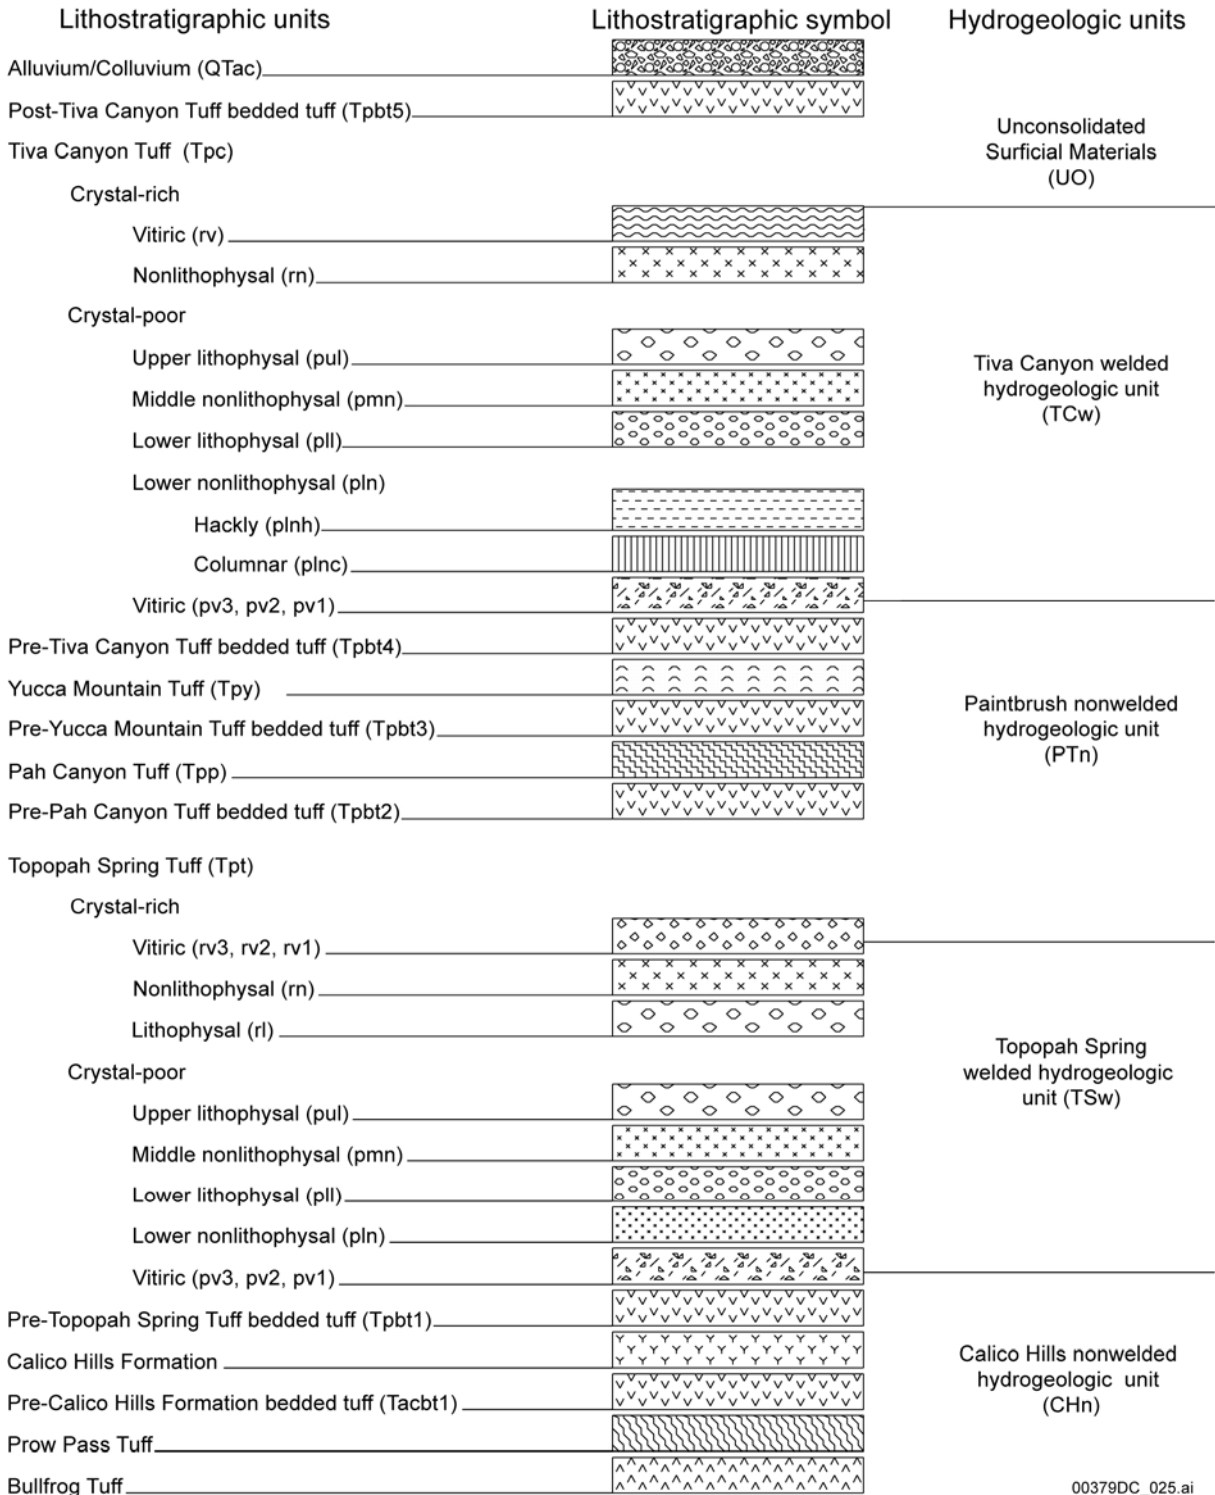 Lithostratigraphic units
Lithostratigraphic symbol
Hydrogeologic units
Alluvium/Colluvium (QTac)
Post-Tiva Canyon Tuff bedded tuff (Tpbt5)
Unconsolidated
Surficial Materials
(UO)
Tiva Canyon Tuff (Tpc)
Crystal-rich
Vitiric (rv)
Nonlithophysal (rn)
Crystal-poor
Upper lithophysal (pul)
Middle nonlithophysal (pmn)
Lower lithophysal (pll)
Tiva Canyon welded
hydrogeologic unit
(TCw)
Lower nonlithophysal (pln)
Hackly (plnh)
Columnar (plnc)
Vitiric (pv3, pv2, pv1)
Pre-Tiva Canyon Tuff bedded tuff (Tpbt4)
Yucca Mountain Tuff (Tpy)
Pre-Yucca Mountain Tuff bedded tuff (Tpbt3)
Pah Canyon Tuff (Tpp)
Pre-Pah Canyon Tuff bedded tuff (Tpbt2)
Paintbrush nonwelded
hydrogeologic unit
(PTn)
Topopah Spring Tuff (Tpt)
Crystal-rich
Vitiric (rv3, rv2, rv1)
Nonlithophysal (rn)
Lithophysal (rl)
Crystal-poor
Upper lithophysal (pul)
Middle nonlithophysal (pmn)
Lower lithophysal (pll)
Lower nonlithophysal (pln)
Vitiric (pv3, pv2, pv1)
Topopah Spring
welded hydrogeologic
unit (TSw)
Pre-Topopah Spring Tuff bedded tuff (Tpbt1)
Calico Hills Formation
Pre-Calico Hills Formation bedded tuff (Tacbt1)
Prow Pass Tuff
Bullfrog Tuff
Calico Hills nonwelded
hydrogeologic unit
(CHn)
00379DC_025.ai